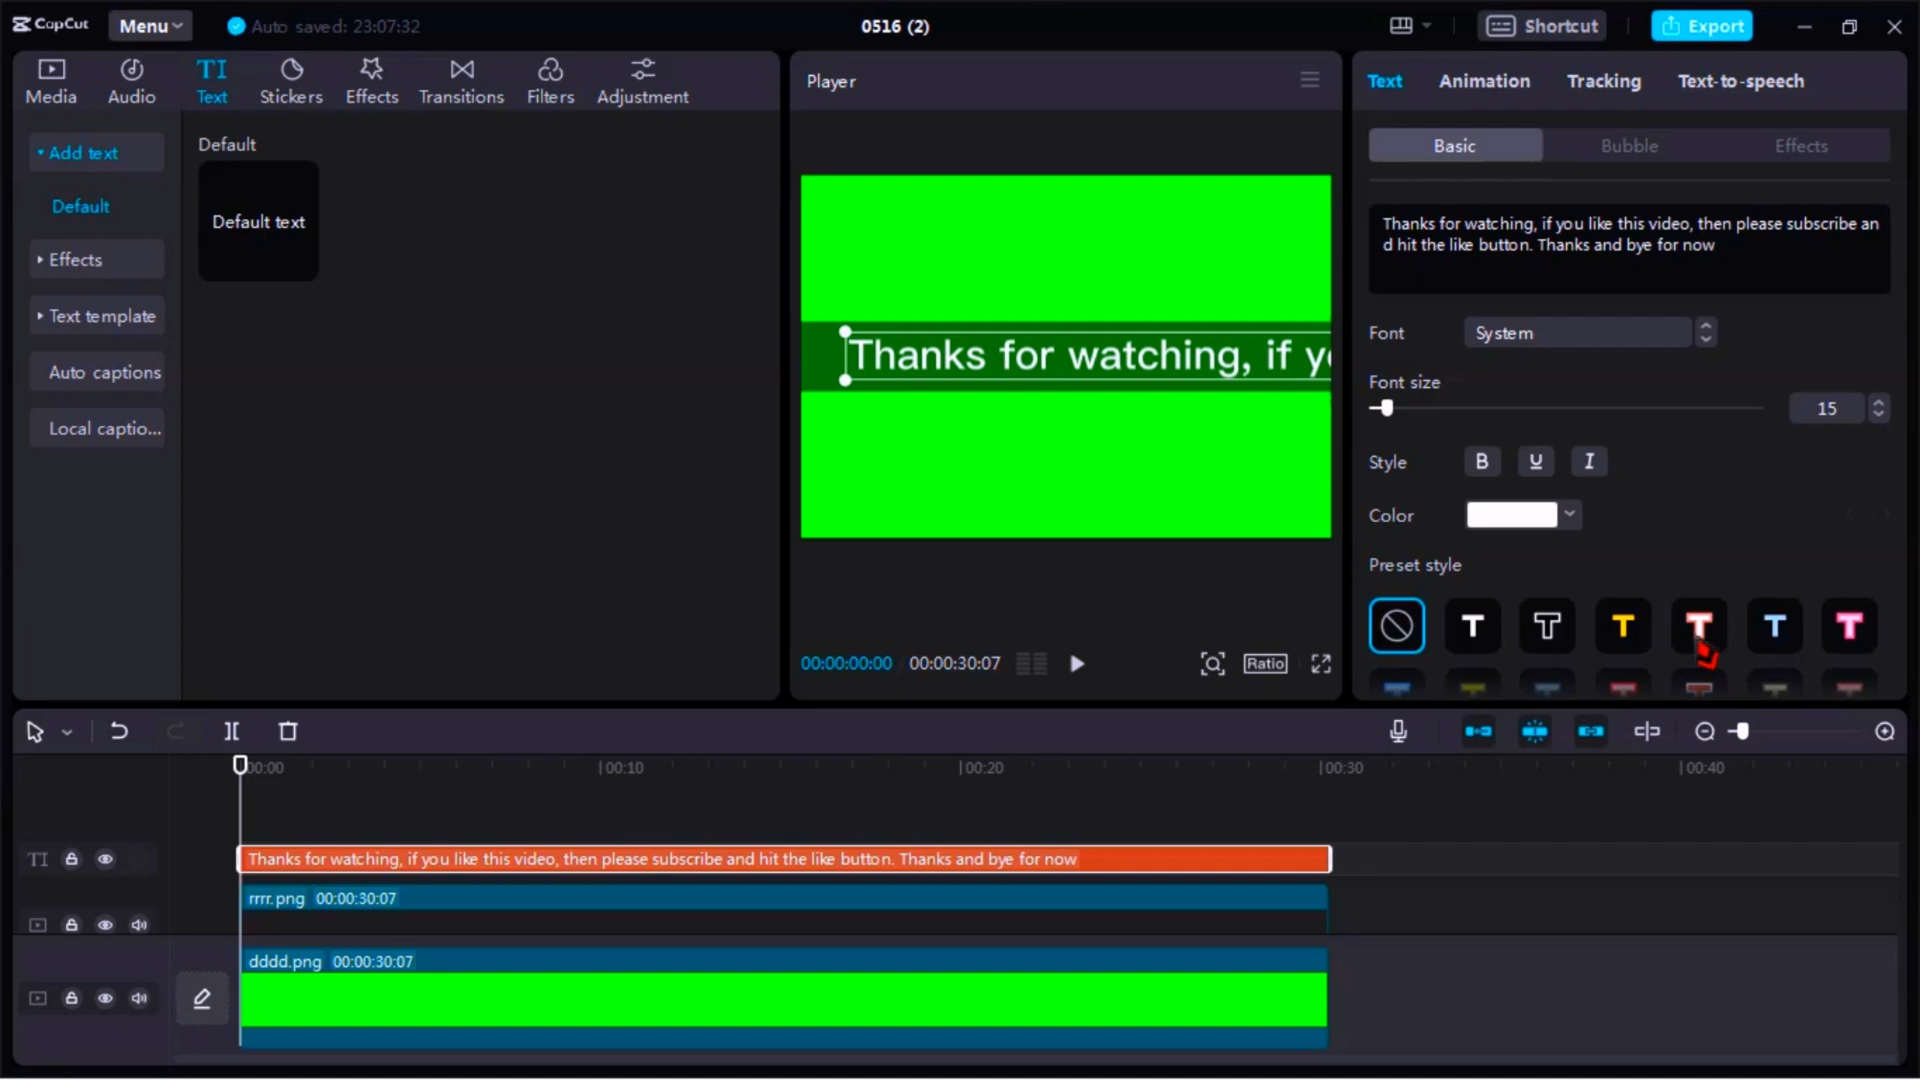 CapCut
Menu
Auto saved: 23:07:32
0516 (2)
Shortcut
Export
Media
Audio
TI
Text
Stickers
Effects
Transitions
Filters
Adjustment
Player
Text
Animation
Tracking
Text-to-speech
Add text
Default
Effects
Text template
Auto captions
Local captio...
Default
Default text
Thanks for watching, if yo
00:00:00:00
00:00:30:07
Ratio
Basic
Bubble
Effects
Thanks for watching, if you like this video, then please subscribe an
d hit the like button. Thanks and bye for now
Font
System
Font size
15
Style
B
U
I
Color
Preset style
T T T T T T
00:00
00:10
00:20
00:30
00:40
TI
Thanks for watching, if you like this video, then please subscribe and hit the like button. Thanks and bye for now
rrrr.png 00:00:30:07
dddd.png 00:00:30:07